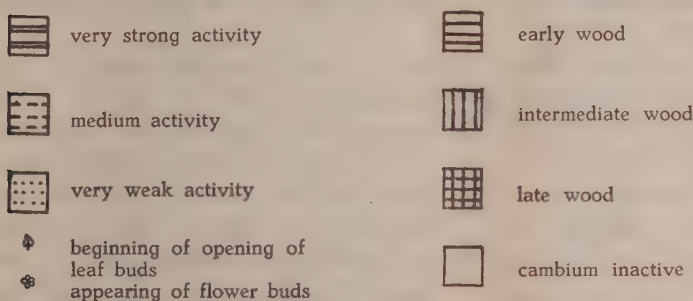 very strong activity
medium activity
very weak activity
beginning of opening of
leaf buds
appearing of flower buds
early wood
intermediate wood
late wood
cambium inactive